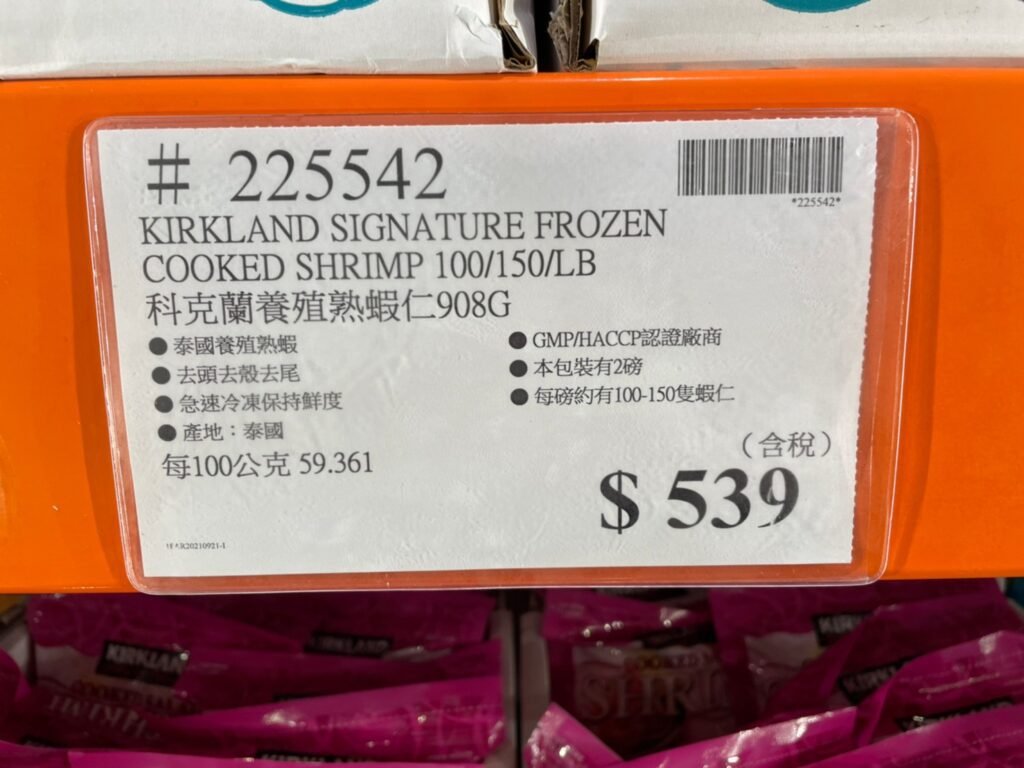 # 225542
*225542*
KIRKLAND SIGNATURE FROZEN
COOKED SHRIMP 100/150/LB
科克蘭養殖熟蝦仁908G
●泰國養殖熟蝦
●去頭去殼去尾
●急速冷凍保持鮮度
●產地：泰國
●GMP/HACCP認證廠商
●本包裝有2磅
●每磅約有100-150隻蝦仁
每100公克 59.361
（含稅）
$ 539
KIRKLAND